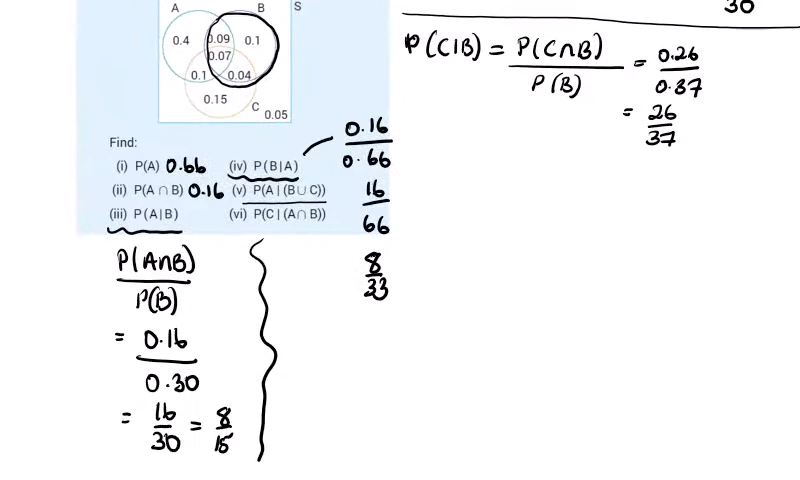 A B S
0.4 0.09 0.1
0.07
0.1 0.04
0.15
C
0.05
Find:
(i) P(A) 0.66 (iv) P(B|A)
(ii) P(A ∩ B) 0.16 (v) P(A|(B∪C))
(iii) P(A|B) (vi) P(C|(A∩B))
0.16
0.66
16
66
8
33
P(A∩B)
P(B)
= 0.16
0.30
= 16/30 = 8/15
30
P(C|B) = P(C∩B)/P(B) = 0.26/0.37
= 26/37